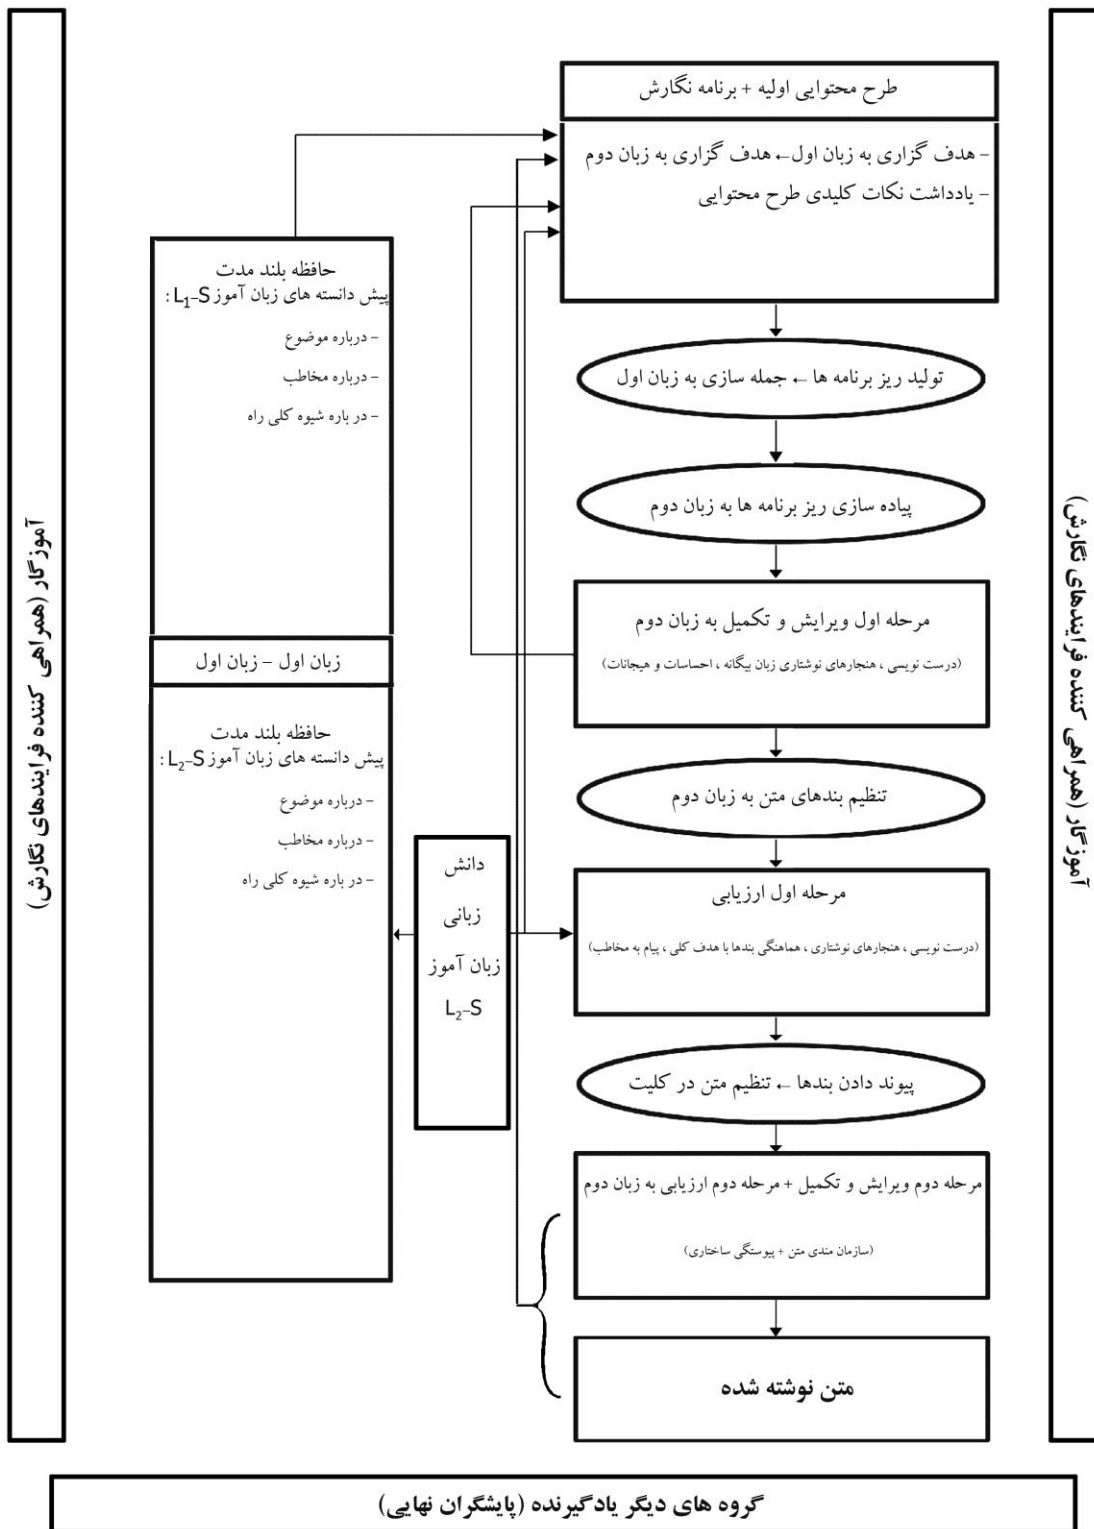 طرح محتوایی اولیه + برنامه نگارش
- هدف گزاری به زبان اول ← هدف گزاری به زبان دوم
- یادداشت نکات کلیدی طرح محتوایی
تولید ریز برنامه ها ← جمله سازی به زبان اول
پیاده سازی ریز برنامه ها به زبان دوم
مرحله اول ویرایش و تکمیل به زبان دوم
(درست نویسی ، هنجارهای نوشتاری زبان بیگانه ، احساسات و هیجانات)
تنظیم بندهای متن به زبان دوم
مرحله اول ارزیابی
(درست نویسی ، هنجارهای نوشتاری ، هماهنگی بندها با هدف کلی ، پیام به مخاطب)
پیوند دادن بندها ← تنظیم متن در کلیت
مرحله دوم ویرایش و تکمیل + مرحله دوم ارزیابی به زبان دوم
(سازمان مندی متن + پیوستگی ساختاری)
متن نوشته شده
حافظه بلند مدت
پیش دانسته های زبان آموز L1-S :
- درباره موضوع
- درباره مخاطب
- در باره شیوه کلی راه
زبان اول - زبان اول
حافظه بلند مدت
پیش دانسته های زبان آموز L2-S :
- درباره موضوع
- درباره مخاطب
- در باره شیوه کلی راه
دانش
زبانی
زبان آموز
L2-S
آموزگار (همراهی کننده فرایندهای نگارش)
آموزگار (همراهی کننده فرایندهای نگارش)
گروه های دیگر یادگیرنده (پایشگران نهایی)